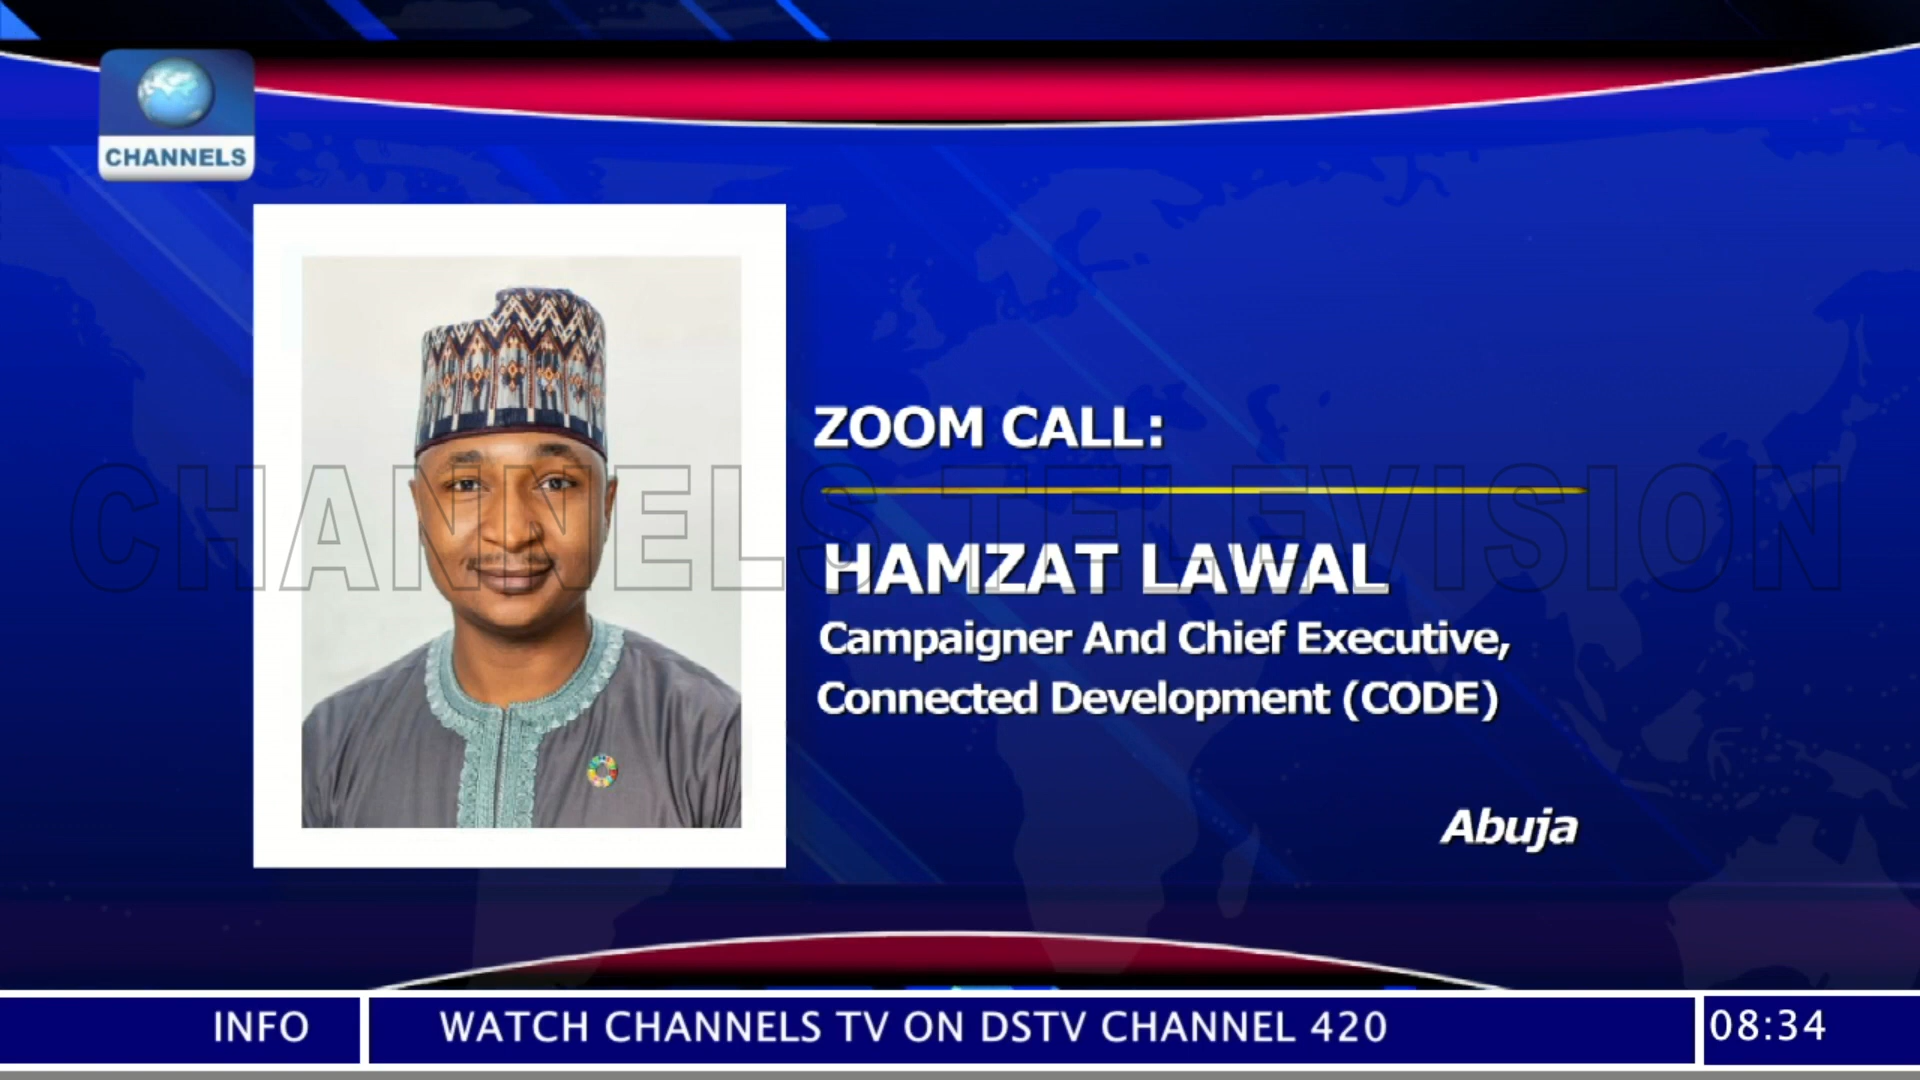 CHANNELS
ZOOM CALL:
CHANNELS TELEVISION
HAMZAT LAWAL
Campaigner And Chief Executive,
Connected Development (CODE)
Abuja
INFO
WATCH CHANNELS TV ON DSTV CHANNEL 420
08:34